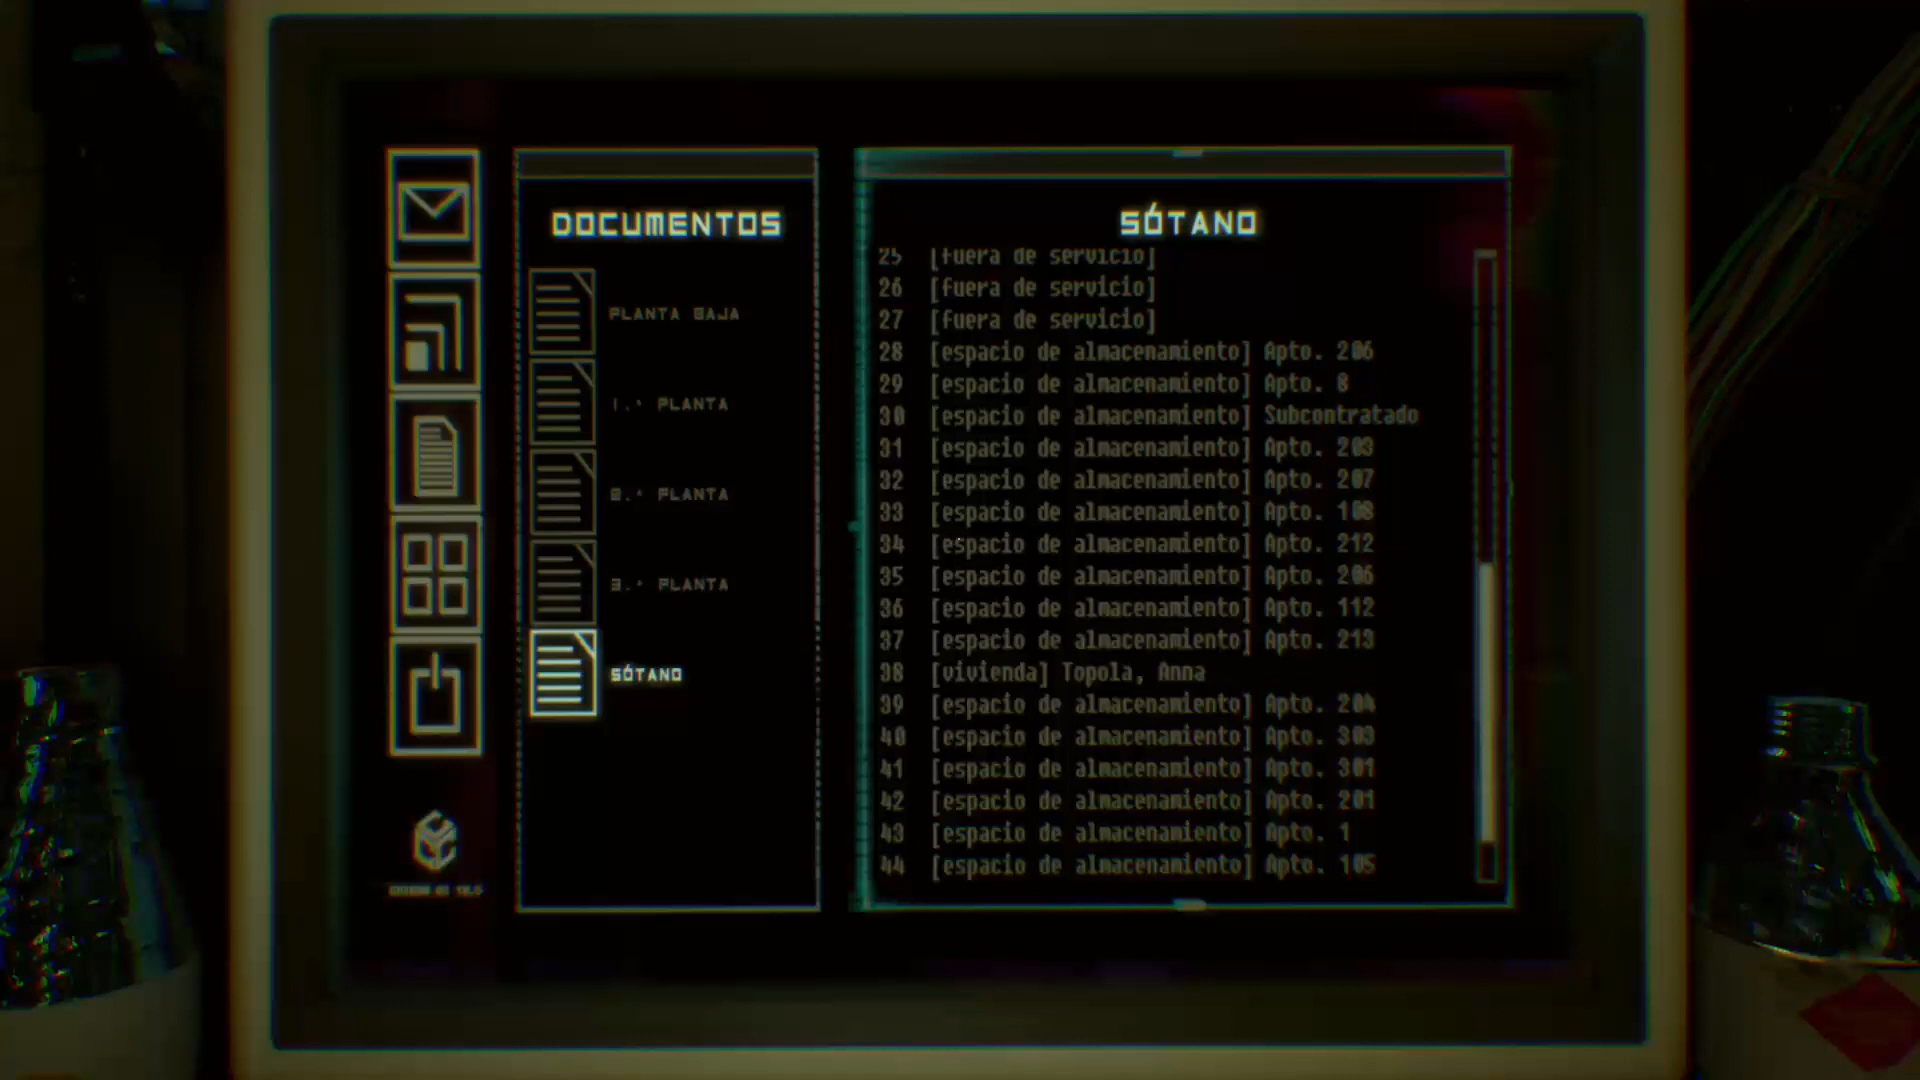 DOCUMENTOS
PLANTA BAJA
1.ª PLANTA
2.ª PLANTA
3.ª PLANTA
SÓTANO
SÓTANO
25 [fuera de servicio]
26 [fuera de servicio]
27 [fuera de servicio]
28 [espacio de almacenamiento] Apto. 206
29 [espacio de almacenamiento] Apto. 8
30 [espacio de almacenamiento] Subcontratado
31 [espacio de almacenamiento] Apto. 203
32 [espacio de almacenamiento] Apto. 207
33 [espacio de almacenamiento] Apto. 108
34 [espacio de almacenamiento] Apto. 212
35 [espacio de almacenamiento] Apto. 206
36 [espacio de almacenamiento] Apto. 112
37 [espacio de almacenamiento] Apto. 213
38 [vivienda] Topola, Anna
39 [espacio de almacenamiento] Apto. 204
40 [espacio de almacenamiento] Apto. 303
41 [espacio de almacenamiento] Apto. 301
42 [espacio de almacenamiento] Apto. 201
43 [espacio de almacenamiento] Apto. 1
44 [espacio de almacenamiento] Apto. 105